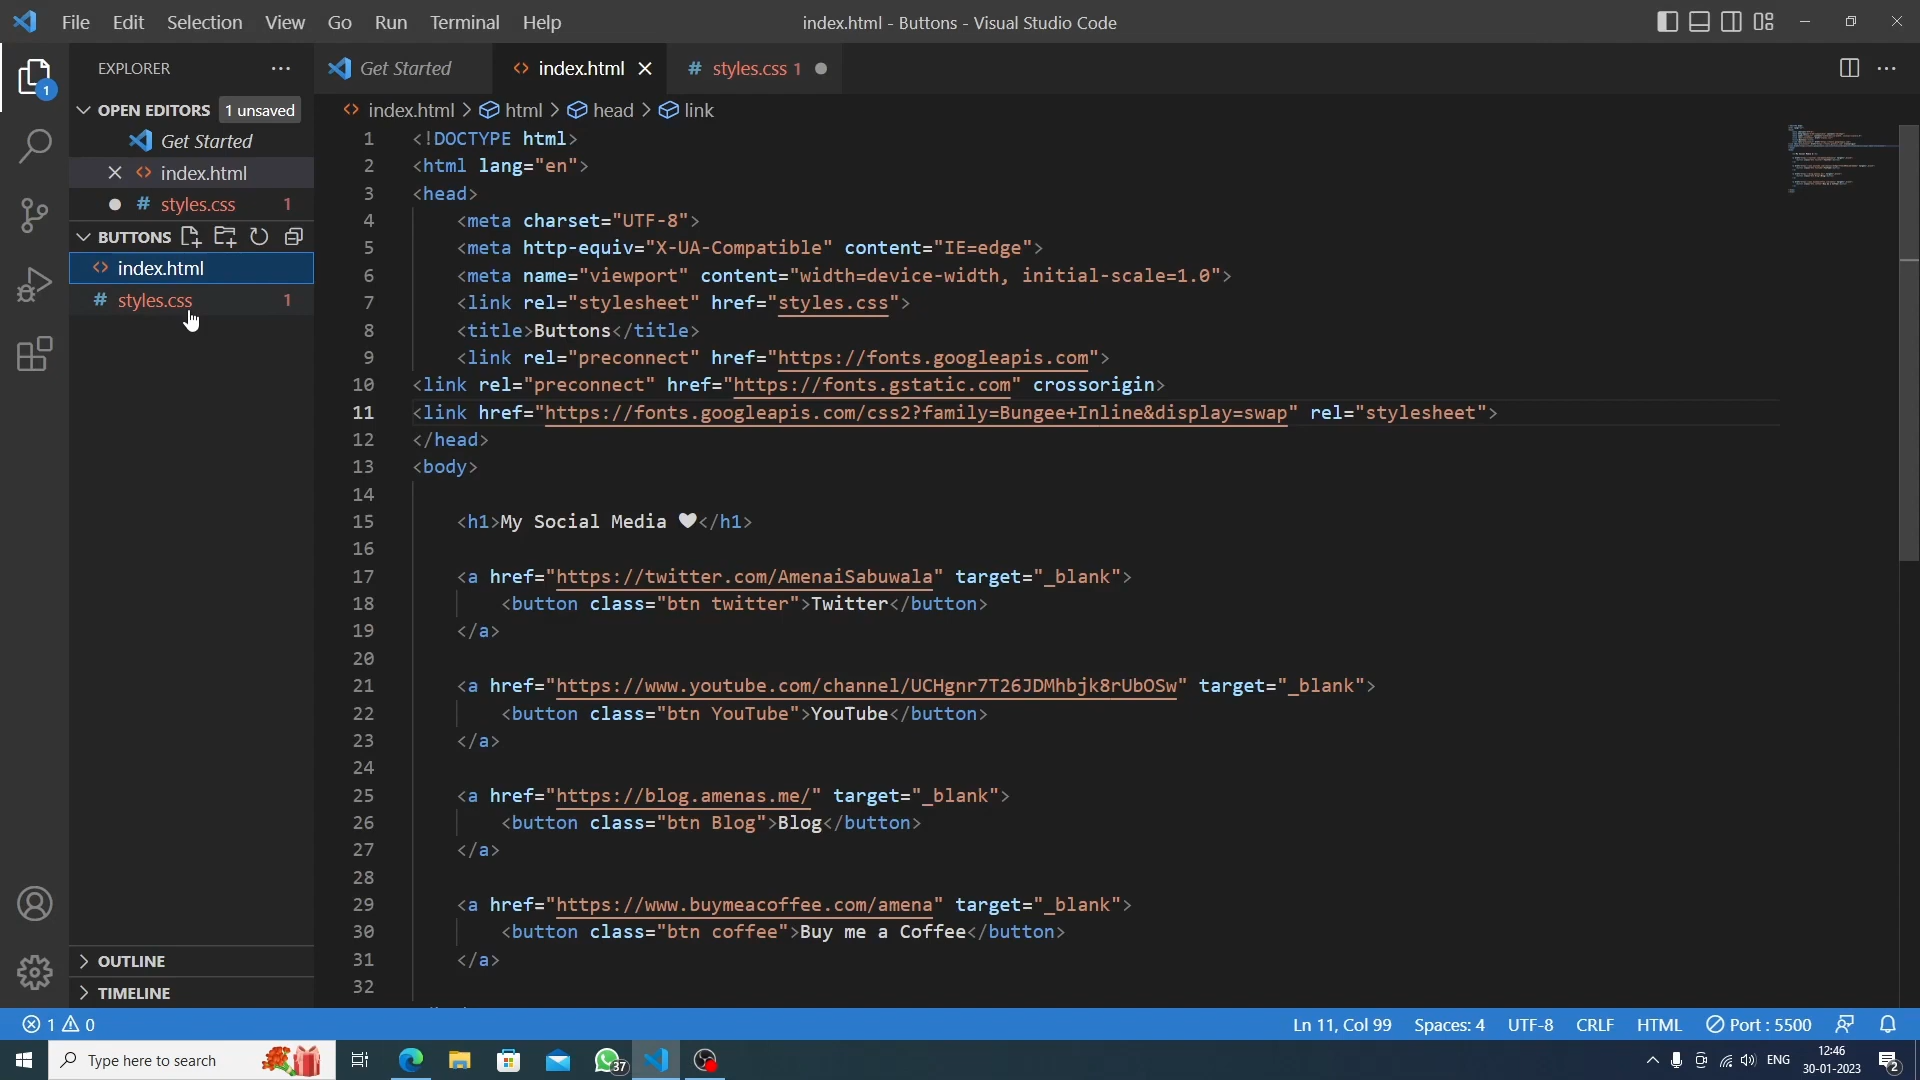 File Edit Selection View Go Run Terminal Help
index.html - Buttons - Visual Studio Code
EXPLORER
1
OPEN EDITORS 1 unsaved
Get Started
index.html
styles.css 1
BUTTONS
index.html
styles.css 1
OUTLINE
TIMELINE
Get Started
index.html
styles.css 1
index.html > html > head > link
1 <!DOCTYPE html>
2 <html lang="en">
3 <head>
4 <meta charset="UTF-8">
5 <meta http-equiv="X-UA-Compatible" content="IE=edge">
6 <meta name="viewport" content="width=device-width, initial-scale=1.0">
7 <link rel="stylesheet" href="styles.css">
8 <title>Buttons</title>
9 <link rel="preconnect" href="https://fonts.googleapis.com">
10 <link rel="preconnect" href="https://fonts.gstatic.com" crossorigin>
11 <link href="https://fonts.googleapis.com/css2?family=Bungee+Inline&display=swap" rel="stylesheet">
12 </head>
13 <body>
14
15 <h1>My Social Media 🤍</h1>
16
17 <a href="https://twitter.com/AmenaiSabuwala" target="_blank">
18 <button class="btn twitter">Twitter</button>
19 </a>
20
21 <a href="https://www.youtube.com/channel/UCHgnr7T26JDMhbjk8rUbOSw" target="_blank">
22 <button class="btn YouTube">YouTube</button>
23 </a>
24
25 <a href="https://blog.amenas.me/" target="_blank">
26 <button class="btn Blog">Blog</button>
27 </a>
28
29 <a href="https://www.buymeacoffee.com/amena" target="_blank">
30 <button class="btn coffee">Buy me a Coffee</button>
31 </a>
32
1 0
Ln 11, Col 99 Spaces: 4 UTF-8 CRLF HTML Port : 5500
Type here to search
37
ENG
12:46
30-01-2023
2